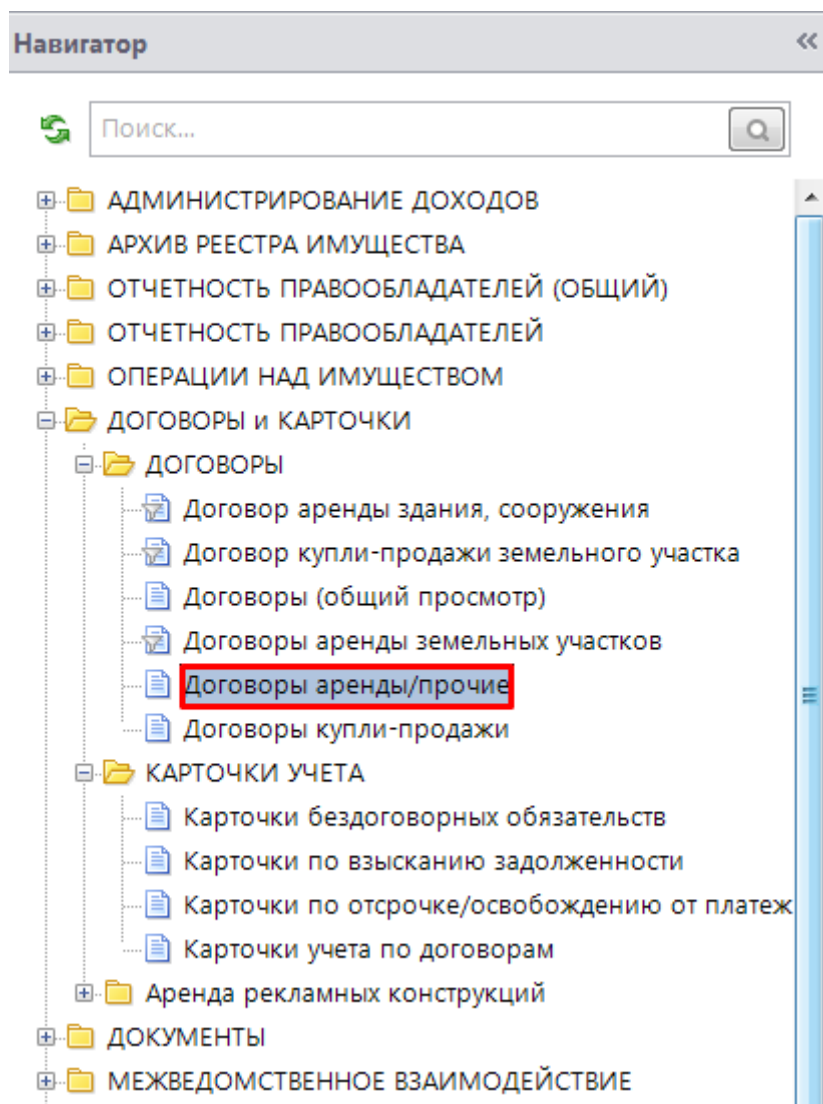 Навигатор
Поиск...
АДМИНИСТРИРОВАНИЕ ДОХОДОВ
АРХИВ РЕЕСТРА ИМУЩЕСТВА
ОТЧЕТНОСТЬ ПРАВООБЛАДАТЕЛЕЙ (ОБЩИЙ)
ОТЧЕТНОСТЬ ПРАВООБЛАДАТЕЛЕЙ
ОПЕРАЦИИ НАД ИМУЩЕСТВОМ
ДОГОВОРЫ и КАРТОЧКИ
ДОГОВОРЫ
Договор аренды здания, сооружения
Договор купли-продажи земельного участка
Договоры (общий просмотр)
Договоры аренды земельных участков
Договоры аренды/прочие
Договоры купли-продажи
КАРТОЧКИ УЧЕТА
Карточки бездоговорных обязательств
Карточки по взысканию задолженности
Карточки по отсрочке/освобождению от платеж
Карточки учета по договорам
Аренда рекламных конструкций
ДОКУМЕНТЫ
МЕЖВЕДОМСТВЕННОЕ ВЗАИМОДЕЙСТВИЕ